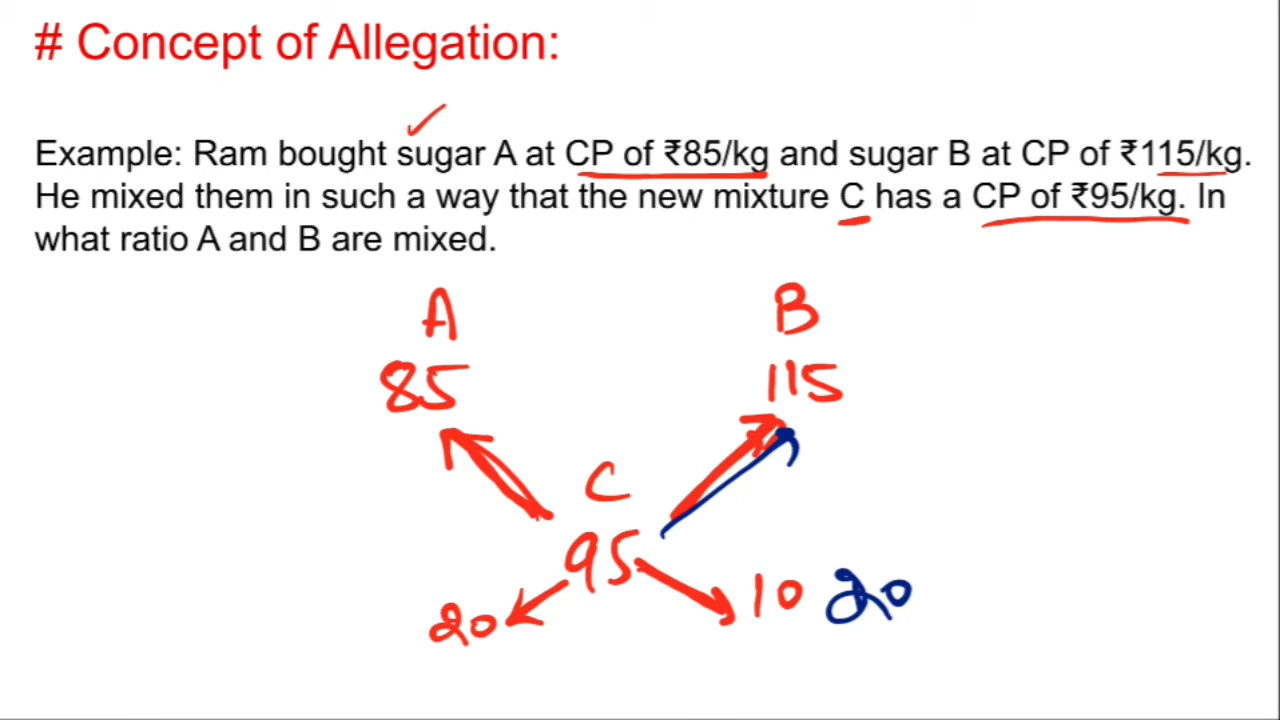 # Concept of Allegation:
Example: Ram bought sugar A at CP of ₹85/kg and sugar B at CP of ₹115/kg.
He mixed them in such a way that the new mixture C has a CP of ₹95/kg. In
what ratio A and B are mixed.
A B
85 115
C
95
20 10 20